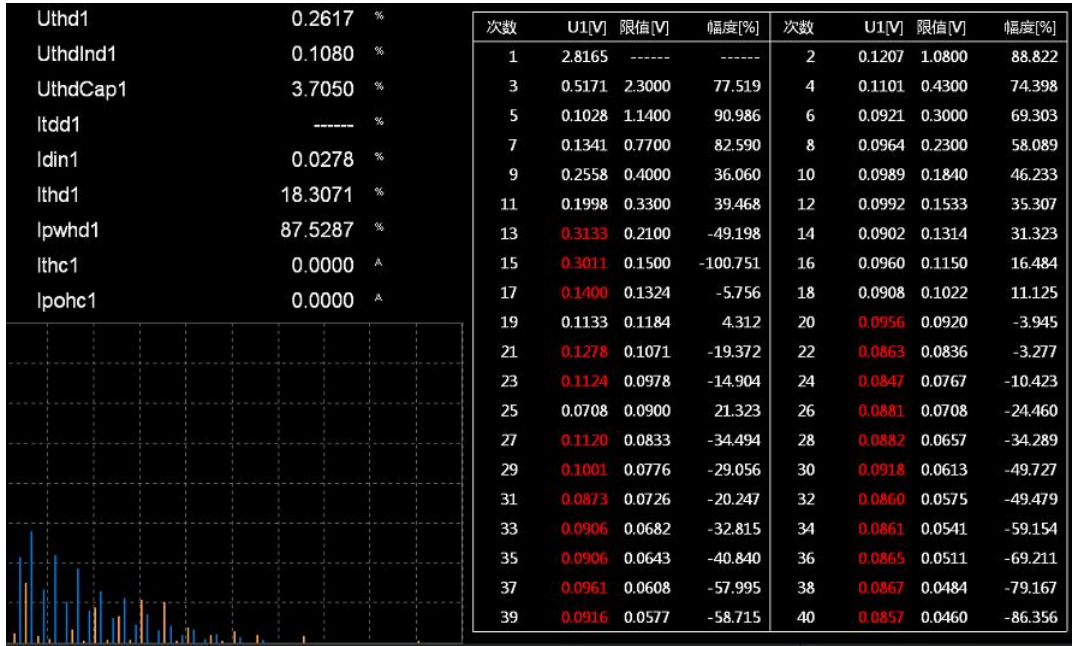 Uthd1 0.2617 %
UthdInd1 0.1080 %
UthdCap1 3.7050 %
Itdd1 ------ %
Idin1 0.0278 %
Ithd1 18.3071 %
Ipwhd1 87.5287 %
Ithc1 0.0000 A
Ipohc1 0.0000 A
次数 U1[V] 限值[V] 幅度[%] 次数 U1[V] 限值[V] 幅度[%]
1 2.8165 ------ ------ 2 0.1207 1.0800 88.822
3 0.5171 2.3000 77.519 4 0.1101 0.4300 74.398
5 0.1028 1.1400 90.986 6 0.0921 0.3000 69.303
7 0.1341 0.7700 82.590 8 0.0964 0.2300 58.089
9 0.2558 0.4000 36.060 10 0.0989 0.1840 46.233
11 0.1998 0.3300 39.468 12 0.0992 0.1533 35.307
13 0.3133 0.2100 -49.198 14 0.0902 0.1314 31.323
15 0.3011 0.1500 -100.751 16 0.0960 0.1150 16.484
17 0.1400 0.1324 -5.756 18 0.0908 0.1022 11.125
19 0.1133 0.1184 4.312 20 0.0956 0.0920 -3.945
21 0.1278 0.1071 -19.372 22 0.0863 0.0836 -3.277
23 0.1124 0.0978 -14.904 24 0.0847 0.0767 -10.423
25 0.0708 0.0900 21.323 26 0.0881 0.0708 -24.460
27 0.1120 0.0833 -34.494 28 0.0882 0.0657 -34.289
29 0.1001 0.0776 -29.056 30 0.0918 0.0613 -49.727
31 0.0873 0.0726 -20.247 32 0.0860 0.0575 -49.479
33 0.0906 0.0682 -32.815 34 0.0861 0.0541 -59.154
35 0.0906 0.0643 -40.840 36 0.0865 0.0511 -69.211
37 0.0961 0.0608 -57.995 38 0.0867 0.0484 -79.167
39 0.0916 0.0577 -58.715 40 0.0857 0.0460 -86.356